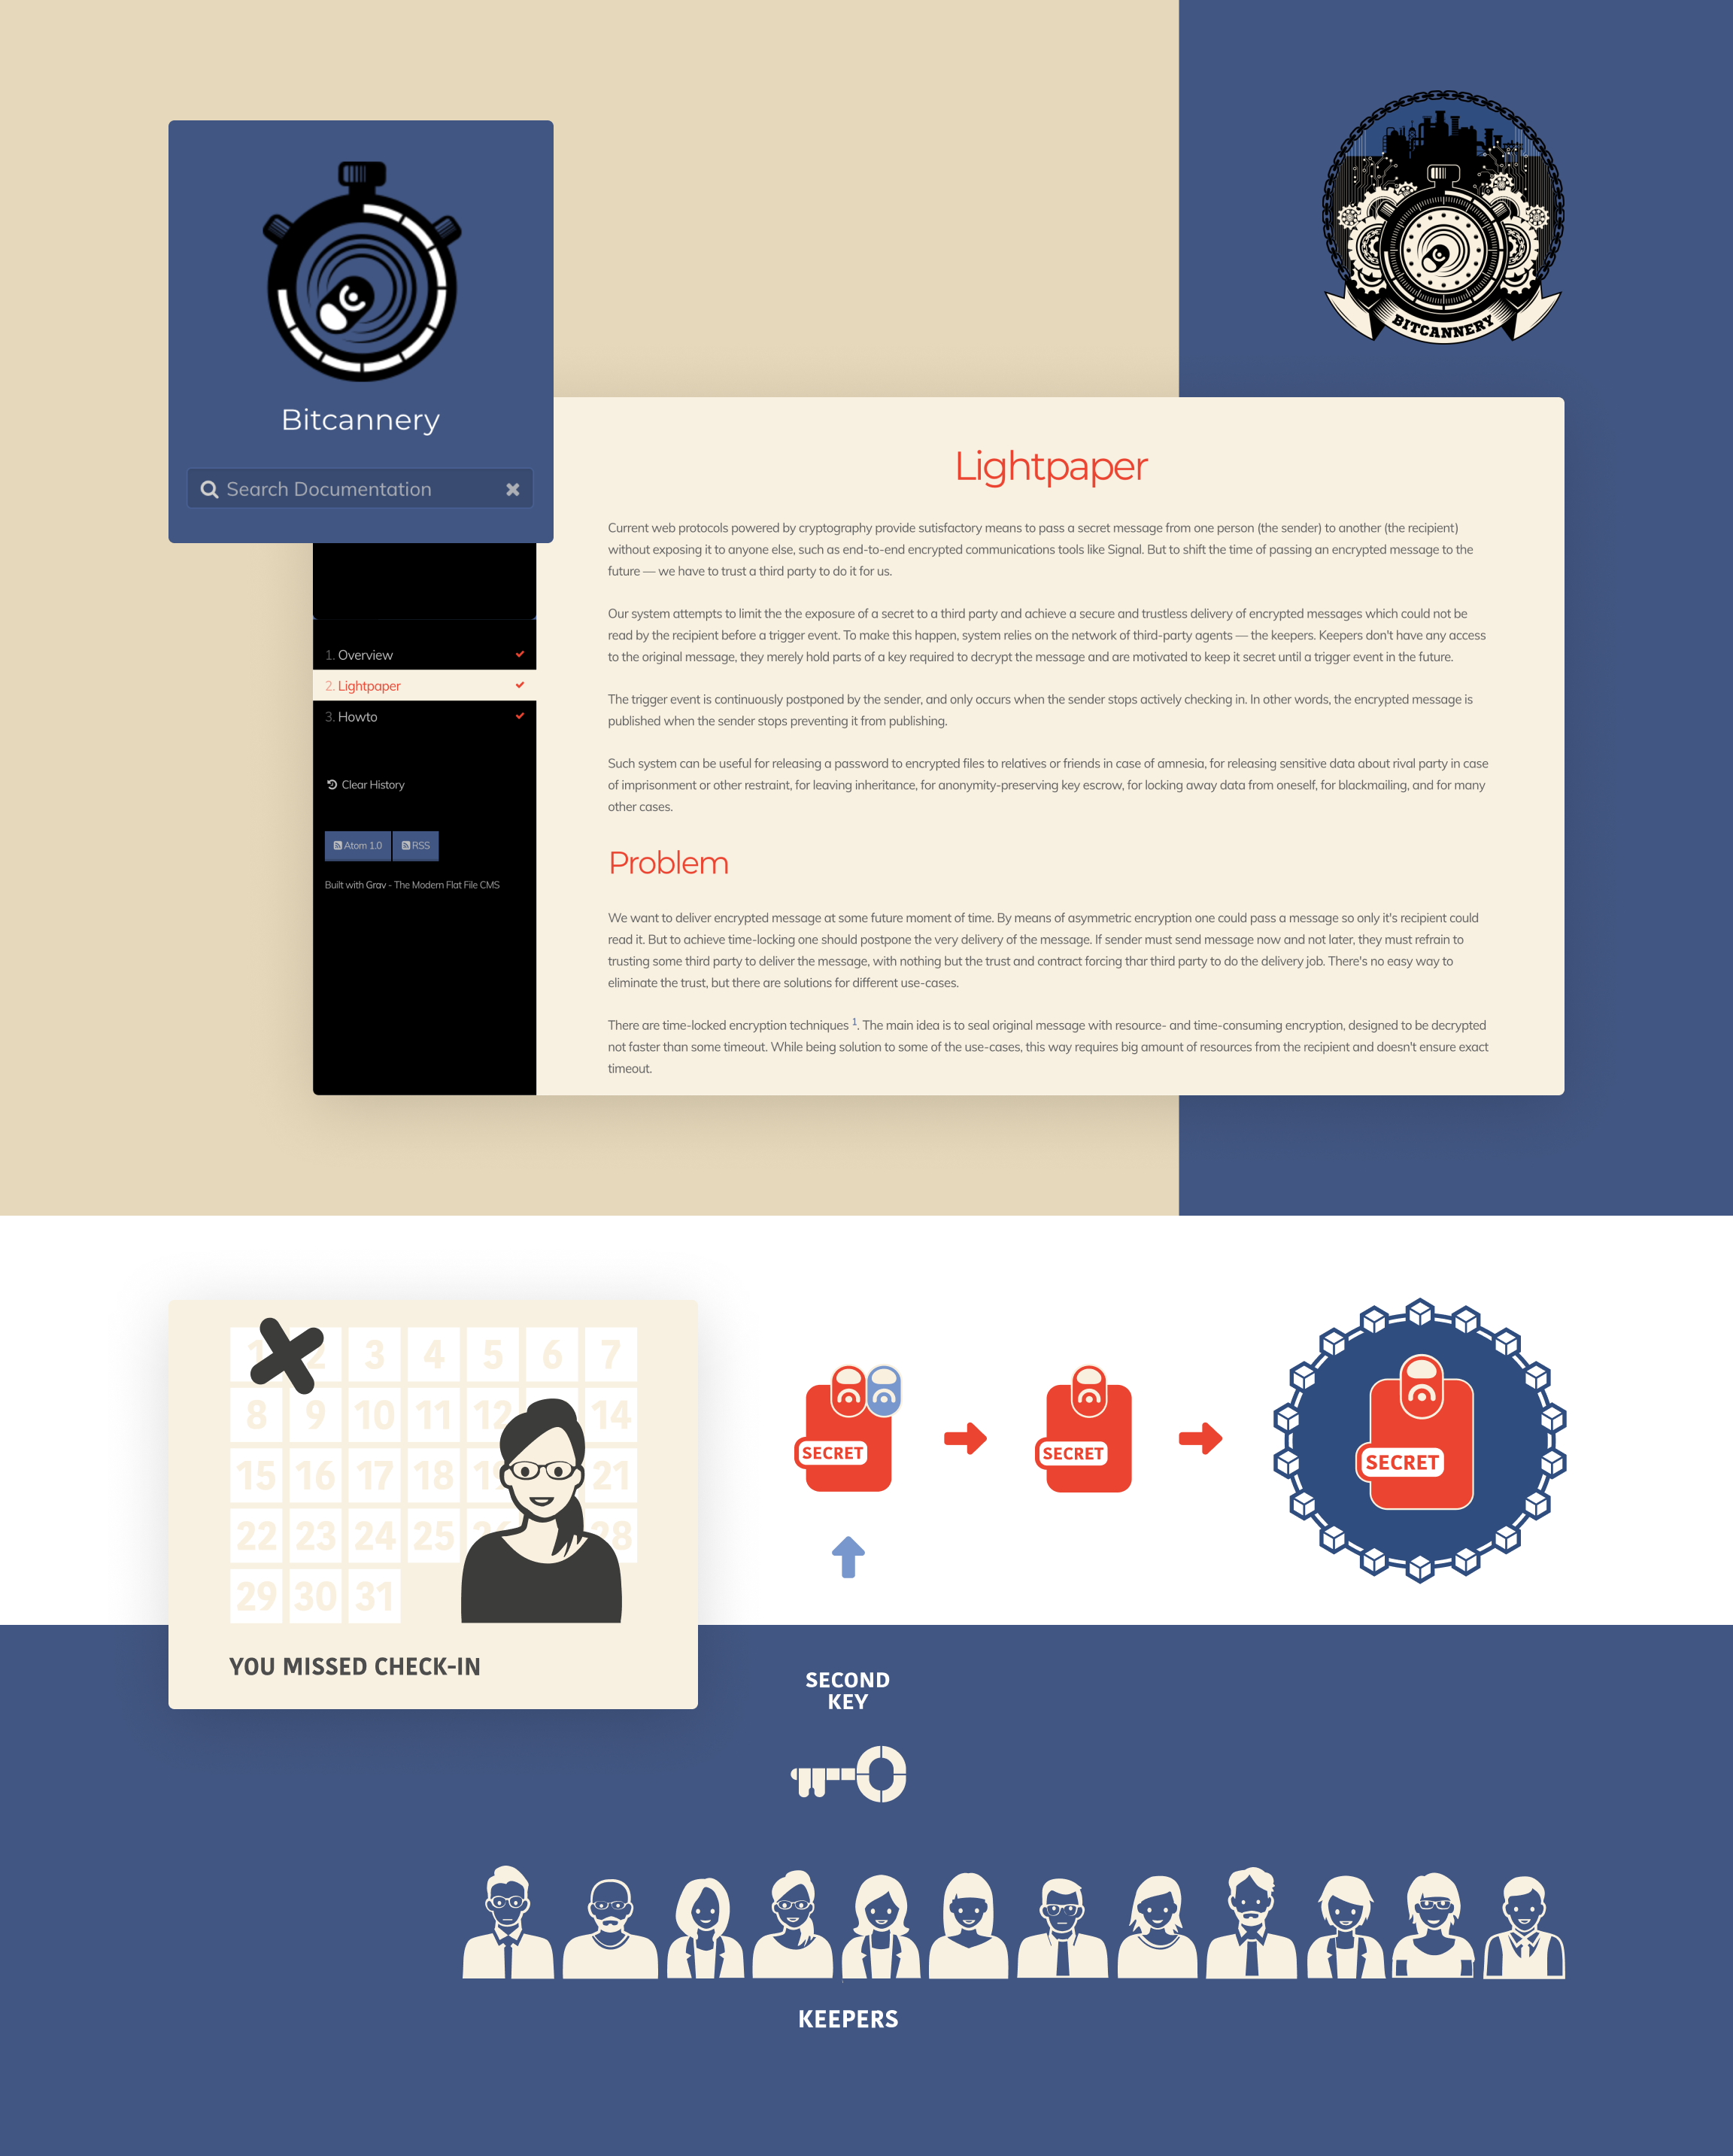 Bitcannery
Search Documentation
BITCANNERY
1. Overview
2. Lightpaper
3. Howto
Clear History
Atom 1.0
RSS
Built with Grav - The Modern Flat File CMS
Lightpaper
Current web protocols powered by cryptography provide sutisfactory means to pass a secret message from one person (the sender) to another (the recipient)
without exposing it to anyone else, such as end-to-end encrypted communications tools like Signal. But to shift the time of passing an encrypted message to the
future — we have to trust a third party to do it for us.
Our system attempts to limit the the exposure of a secret to a third party and achieve a secure and trustless delivery of encrypted messages which could not be
read by the recipient before a trigger event. To make this happen, system relies on the network of third-party agents — the keepers. Keepers don't have any access
to the original message, they merely hold parts of a key required to decrypt the message and are motivated to keep it secret until a trigger event in the future.
The trigger event is continuously postponed by the sender, and only occurs when the sender stops actively checking in. In other words, the encrypted message is
published when the sender stops preventing it from publishing.
Such system can be useful for releasing a password to encrypted files to relatives or friends in case of amnesia, for releasing sensitive data about rival party in case
of imprisonment or other restraint, for leaving inheritance, for anonymity-preserving key escrow, for locking away data from oneself, for blackmailing, and for many
other cases.
Problem
We want to deliver encrypted message at some future moment of time. By means of asymmetric encryption one could pass a message so only it's recipient could
read it. But to achieve time-locking one should postpone the very delivery of the message. If sender must send message now and not later, they must refrain to
trusting some third party to deliver the message, with nothing but the trust and contract forcing thar third party to do the delivery job. There's no easy way to
eliminate the trust, but there are solutions for different use-cases.
There are time-locked encryption techniques 1. The main idea is to seal original message with resource- and time-consuming encryption, designed to be decrypted
not faster than some timeout. While being solution to some of the use-cases, this way requires big amount of resources from the recipient and doesn't ensure exact
timeout.
1 2 3 4 5 6 7
8 9 10 11 12 14
15 16 17 18 19 21
22 23 24 25 26 28
29 30 31
YOU MISSED CHECK-IN
SECRET
SECRET
SECRET
SECOND
KEY
KEEPERS